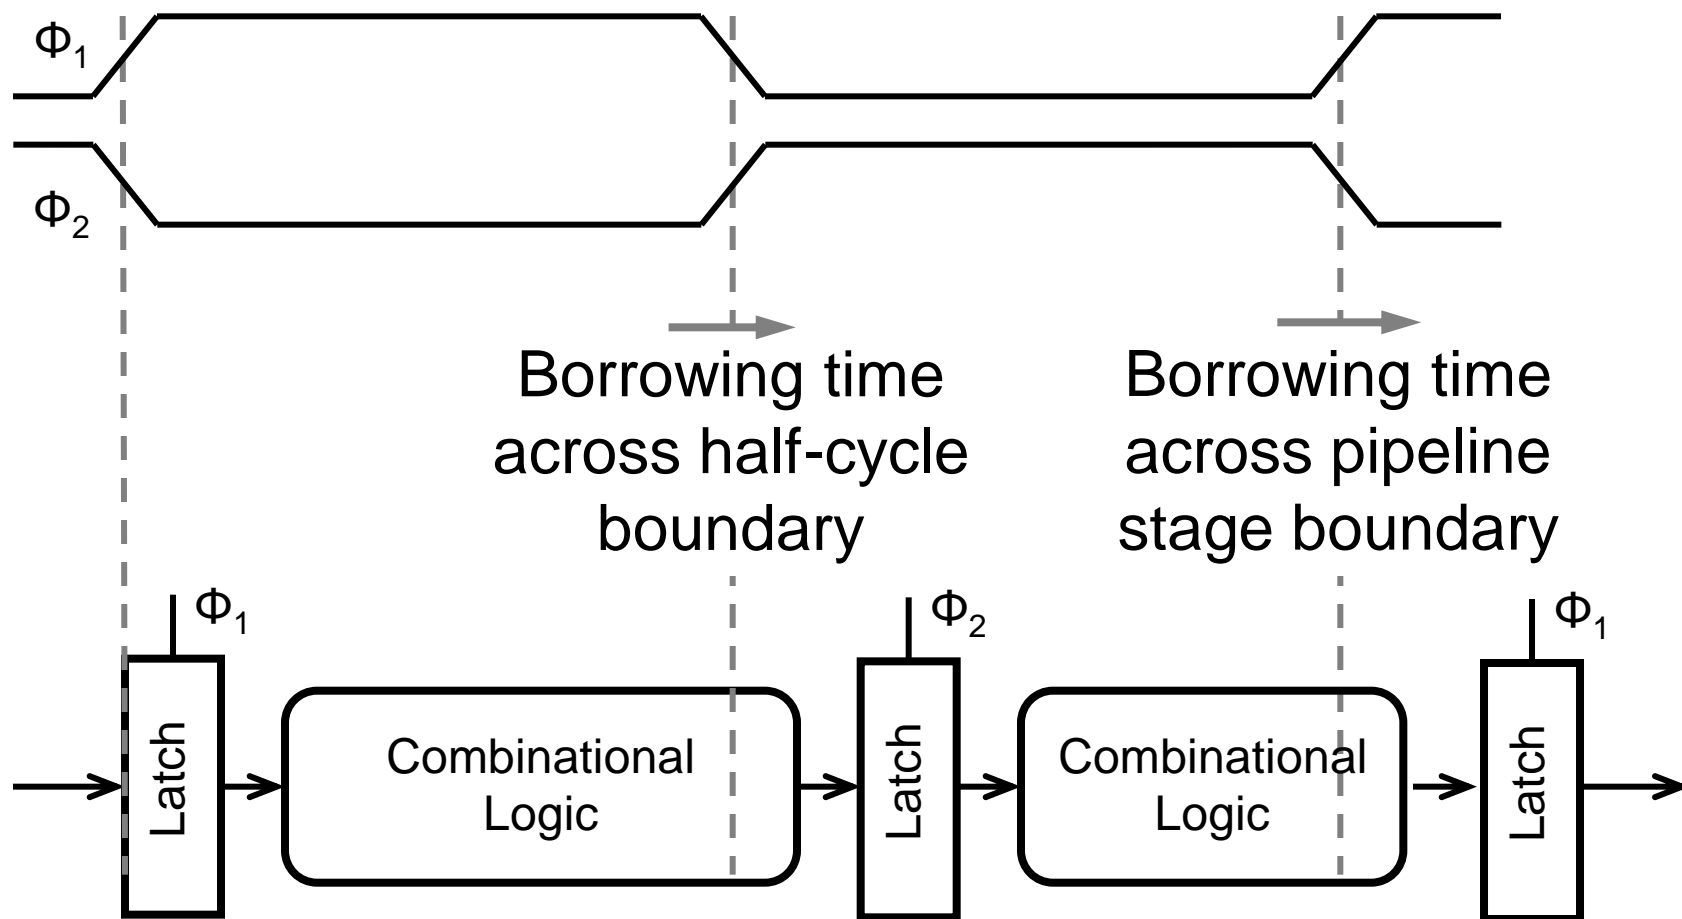 Φ1
Φ2
Borrowing time
across half-cycle
boundary
Borrowing time
across pipeline
stage boundary
Φ1
Φ2
Φ1
Latch
Combinational
Logic
Latch
Combinational
Logic
Latch